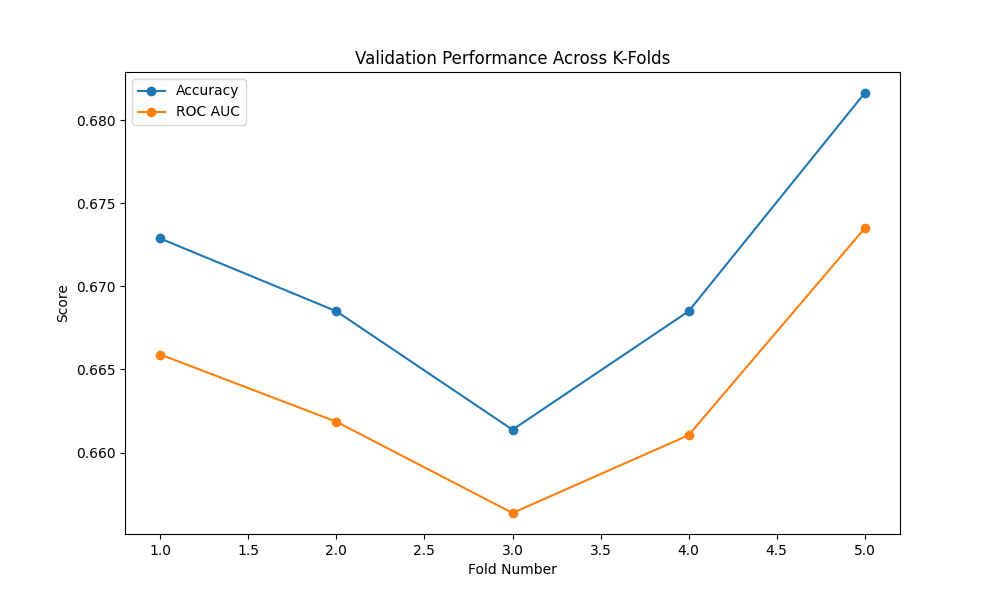 Validation Performance Across K-Folds
Accuracy
ROC AUC
Score
0.680
0.675
0.670
0.665
0.660
1.0 1.5 2.0 2.5 3.0 3.5 4.0 4.5 5.0
Fold Number